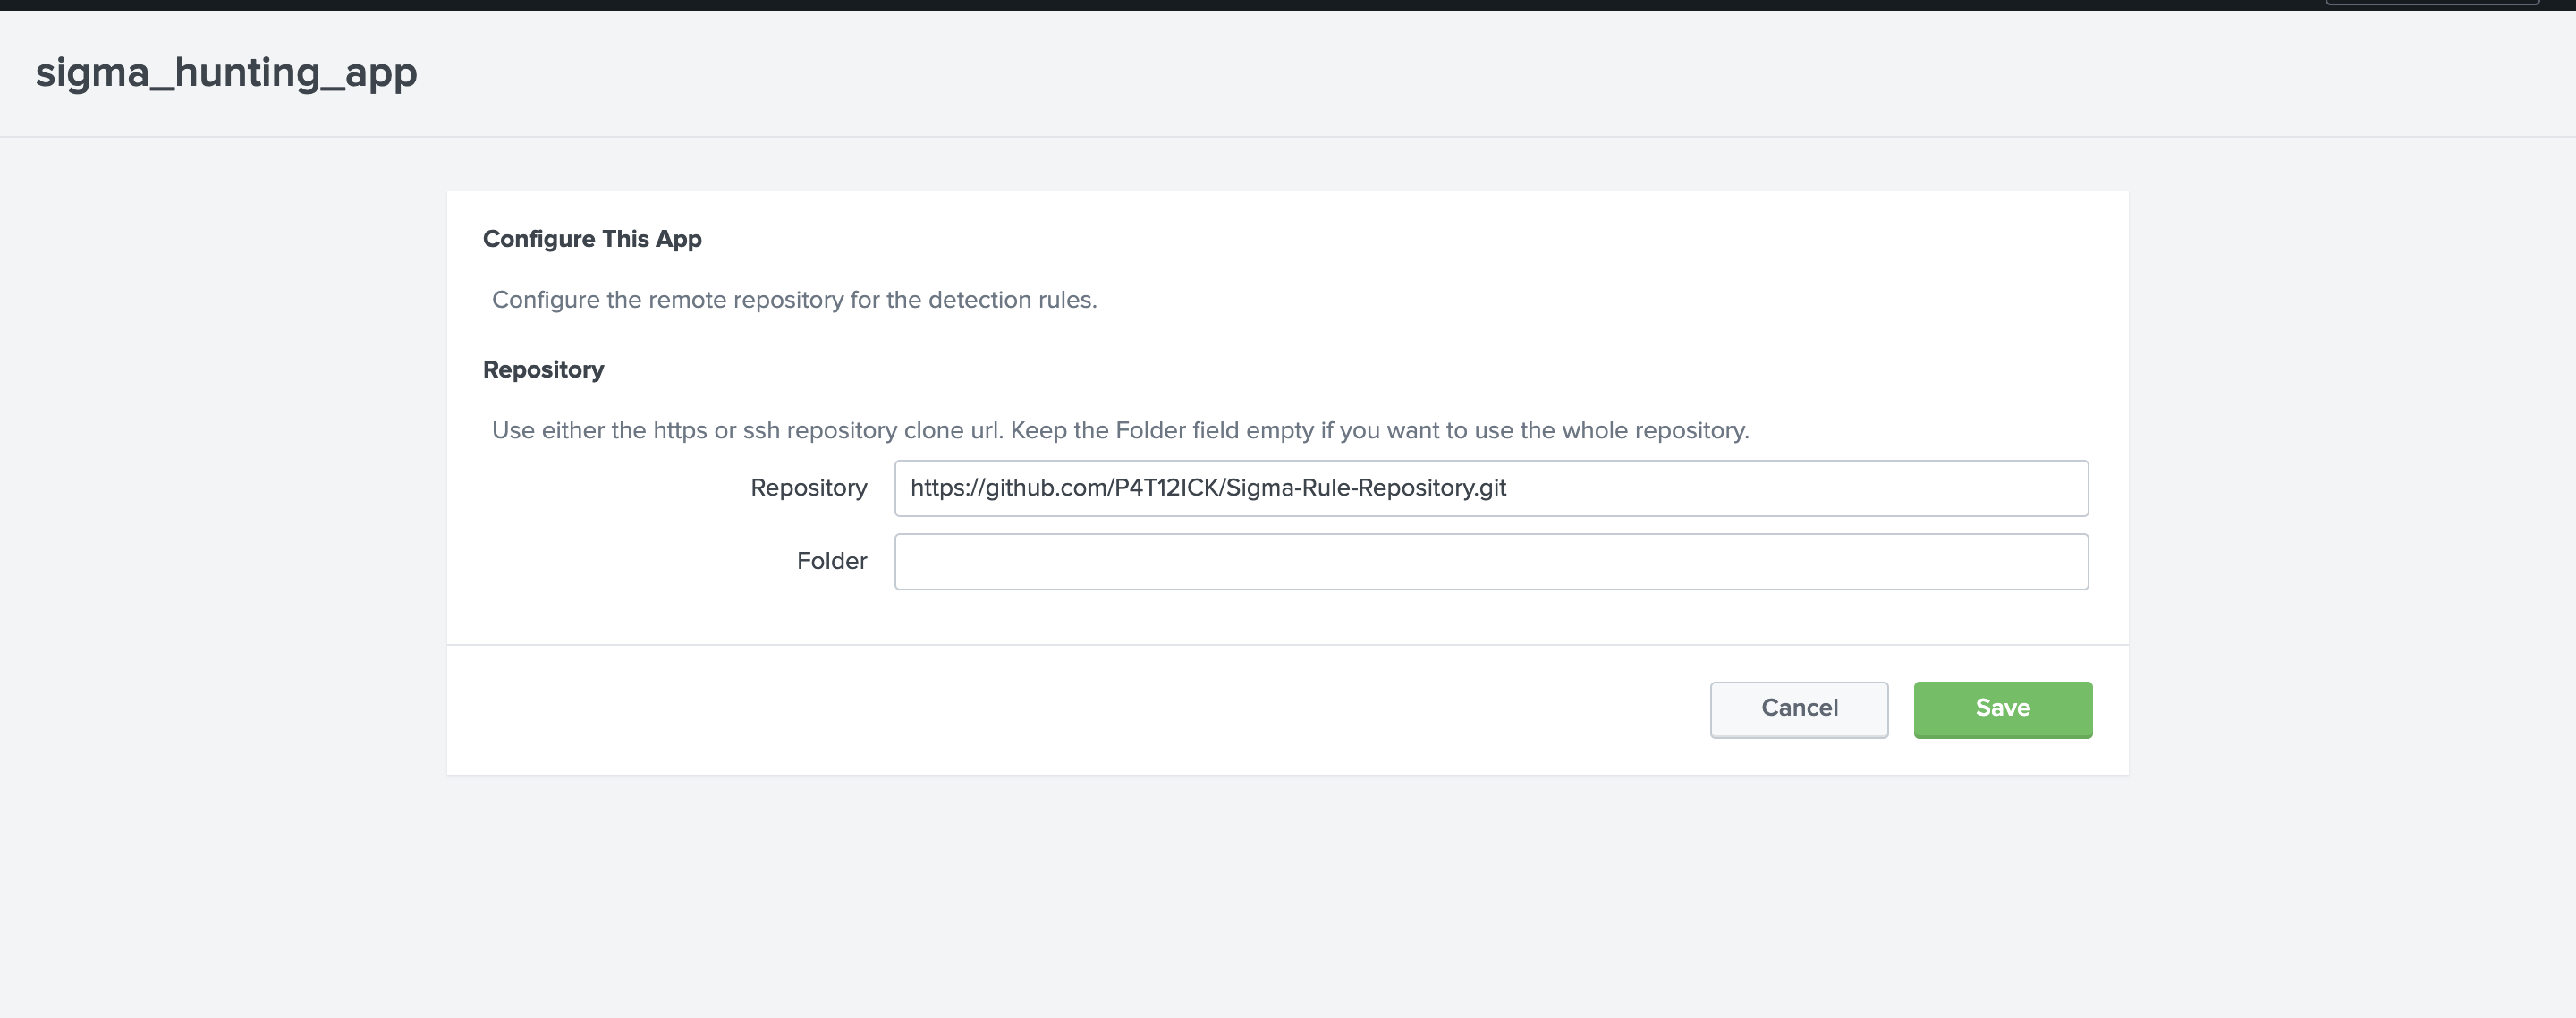 sigma_hunting_app
Configure This App
Configure the remote repository for the detection rules.
Repository
Use either the https or ssh repository clone url. Keep the Folder field empty if you want to use the whole repository.
Repository https://github.com/P4T12ICK/Sigma-Rule-Repository.git
Folder
Cancel Save